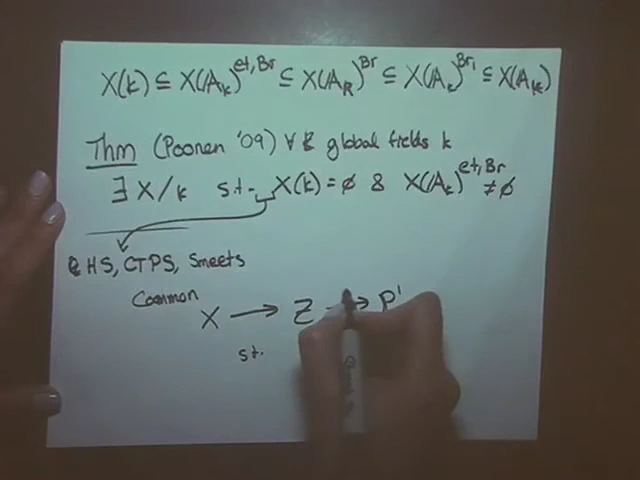 X(k) ⊆ X(𝔸_k)^{et,Br} ⊆ X(𝔸_k)^{Br} ⊆ X(𝔸_k)^{Br_1} ⊆ X(𝔸_k)
Thm (Poonen '09) ∀ global fields k
∃ X/k s.t. X(k) = ∅ & X(𝔸_k)^{et,Br} ≠ ∅
HS, CTPS, Smeets
Common
X → Z → P^1
st.